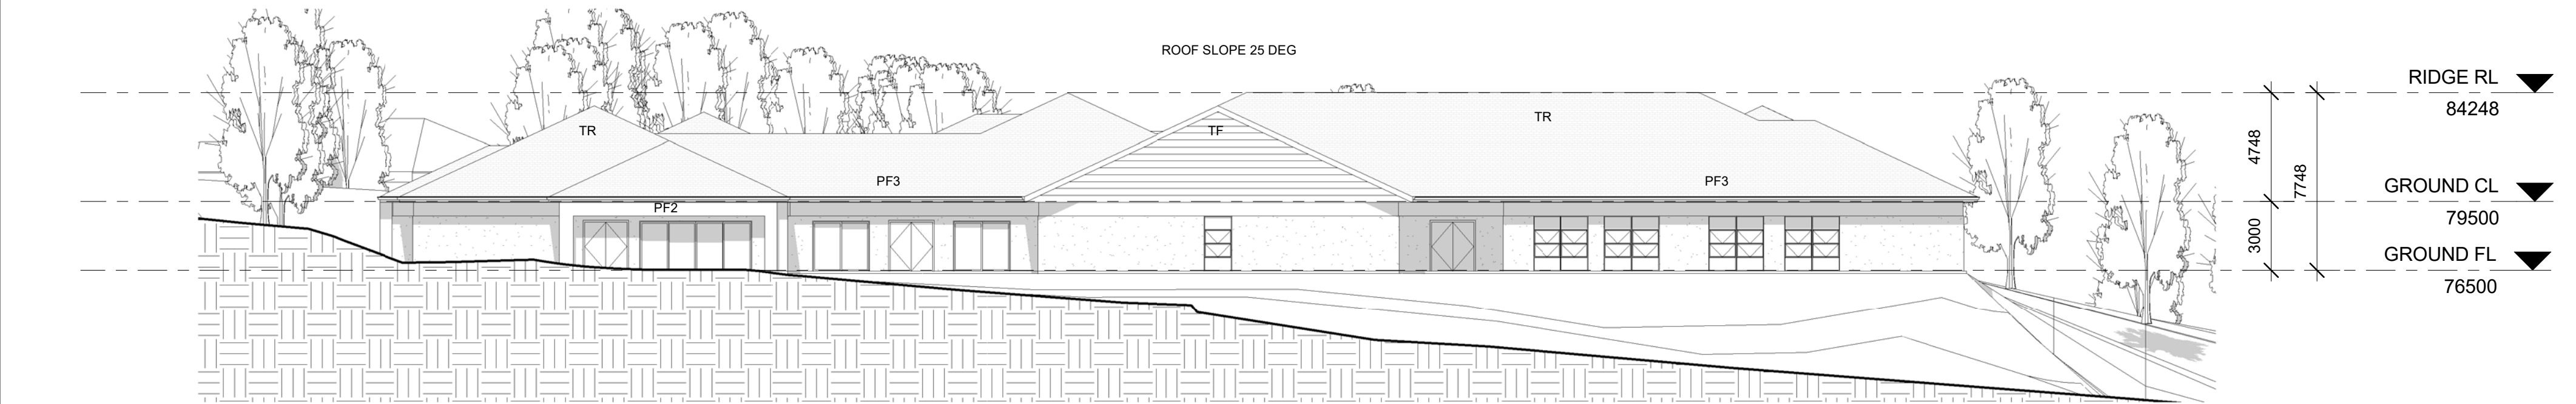 ROOF SLOPE 25 DEG
RIDGE RL
84248
TR
TF
TR
4748
7748
PF3
PF3
GROUND CL
79500
PF2
3000
GROUND FL
76500